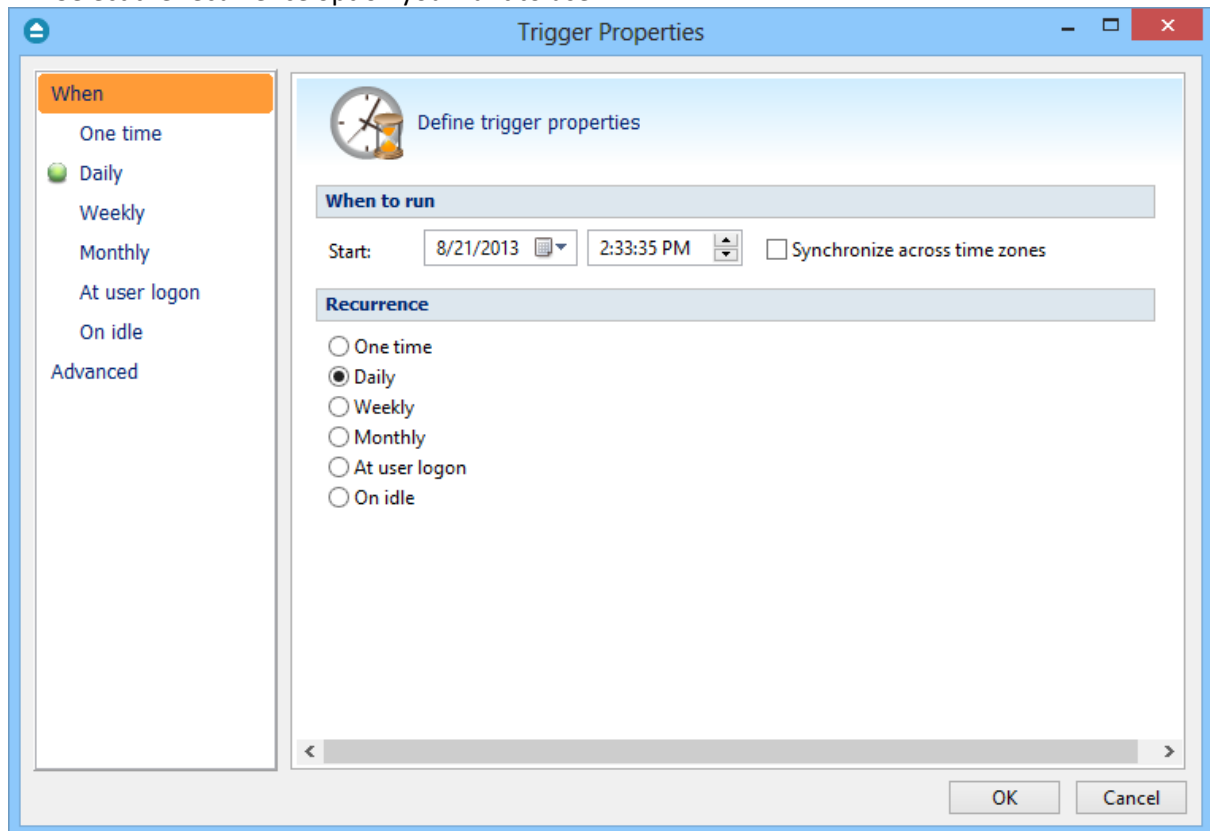 Trigger Properties
When
One time
Daily
Weekly
Monthly
At user logon
On idle
Advanced
Define trigger properties
When to run
Start: 8/21/2013 2:33:35 PM Synchronize across time zones
Recurrence
One time
Daily
Weekly
Monthly
At user logon
On idle
OK Cancel